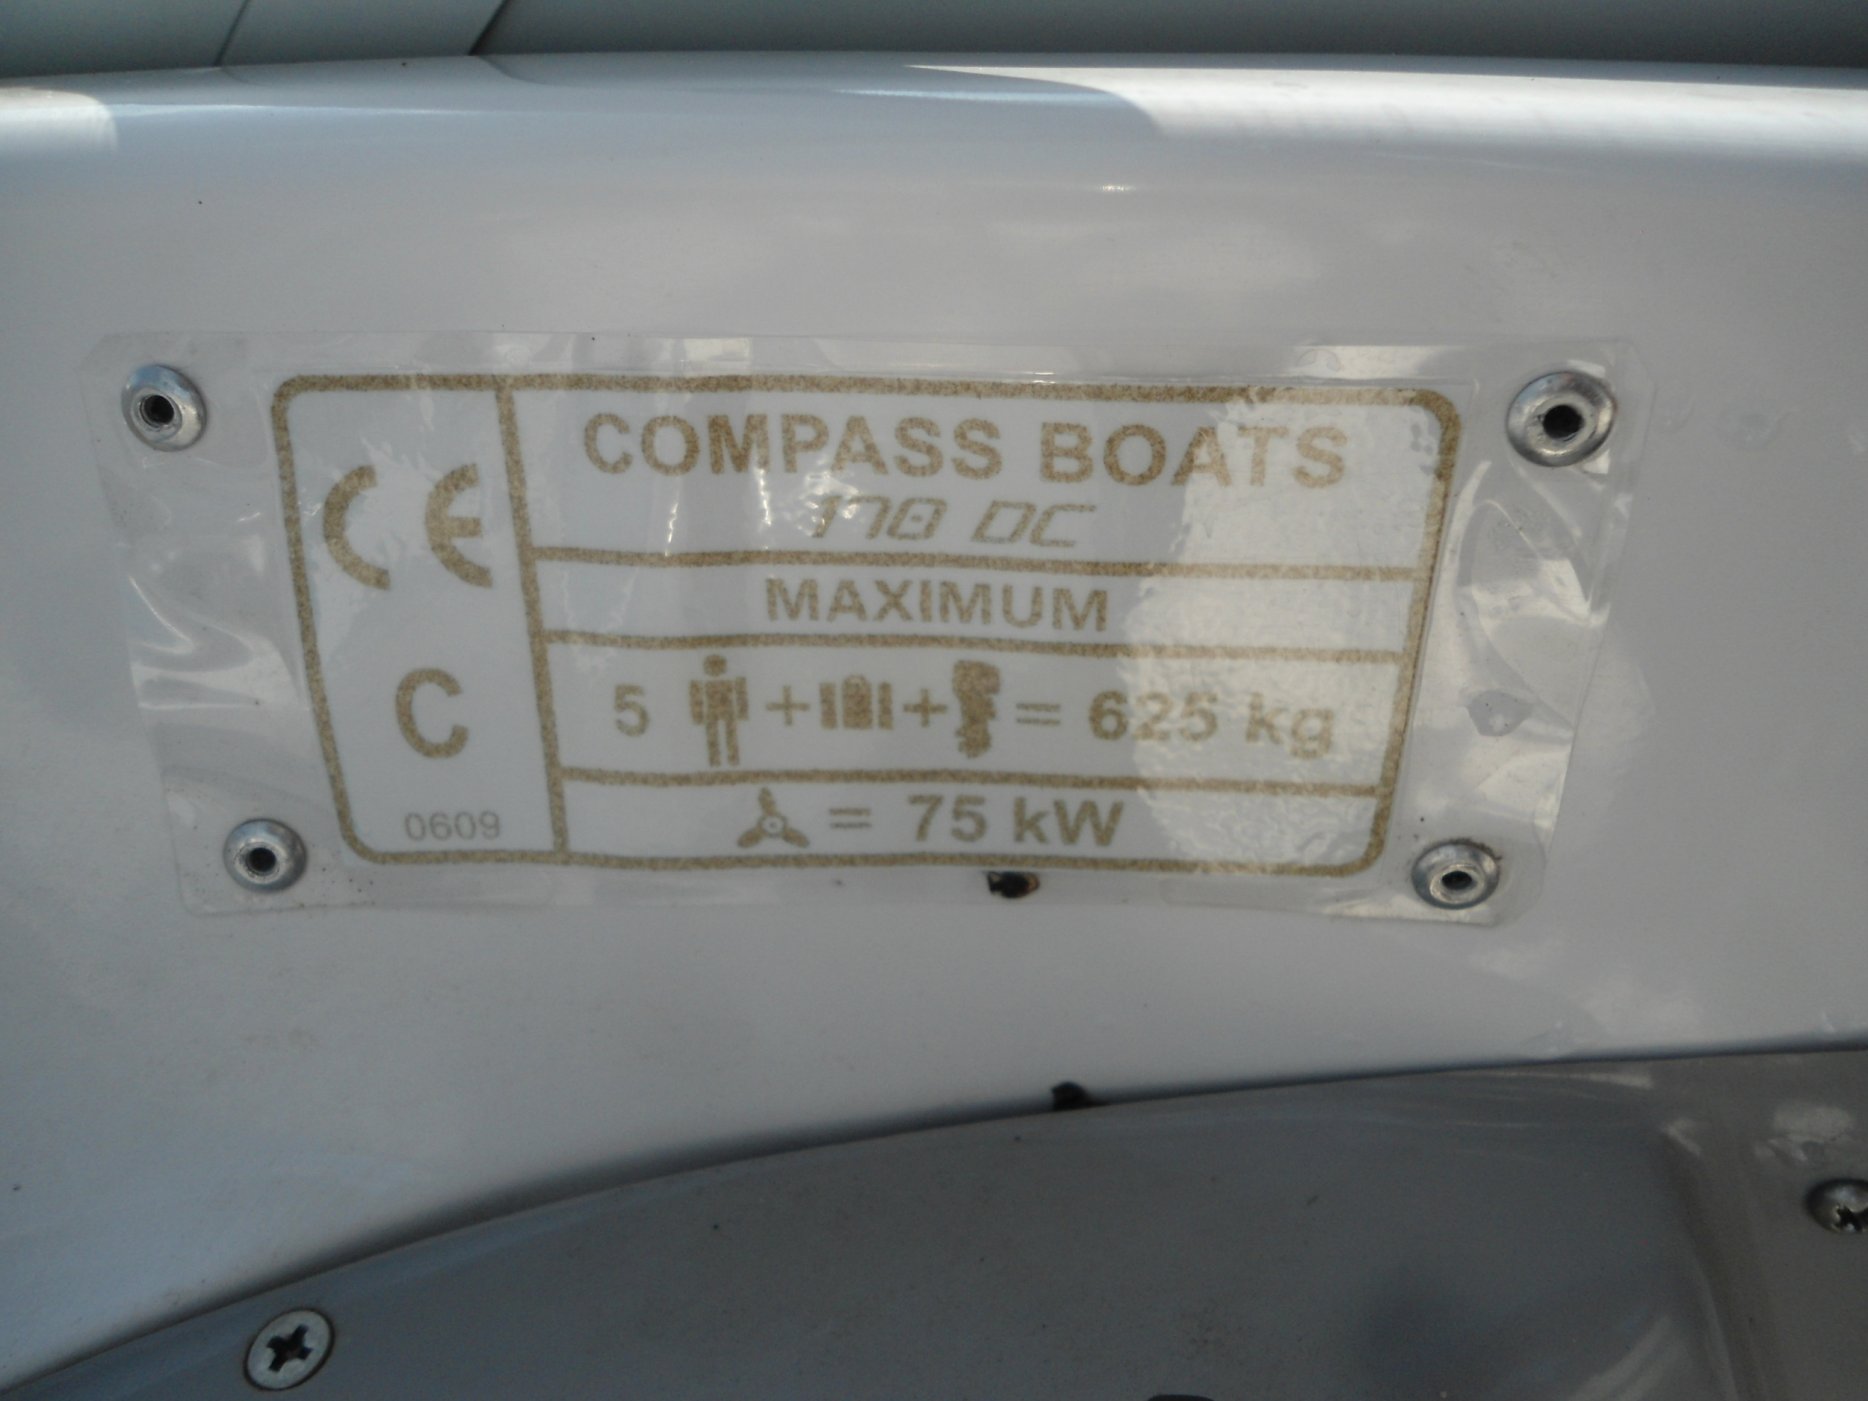 CE
C
0609
COMPASS BOATS
170 DC
MAXIMUM
5 + + = 625 kg
= 75 kW